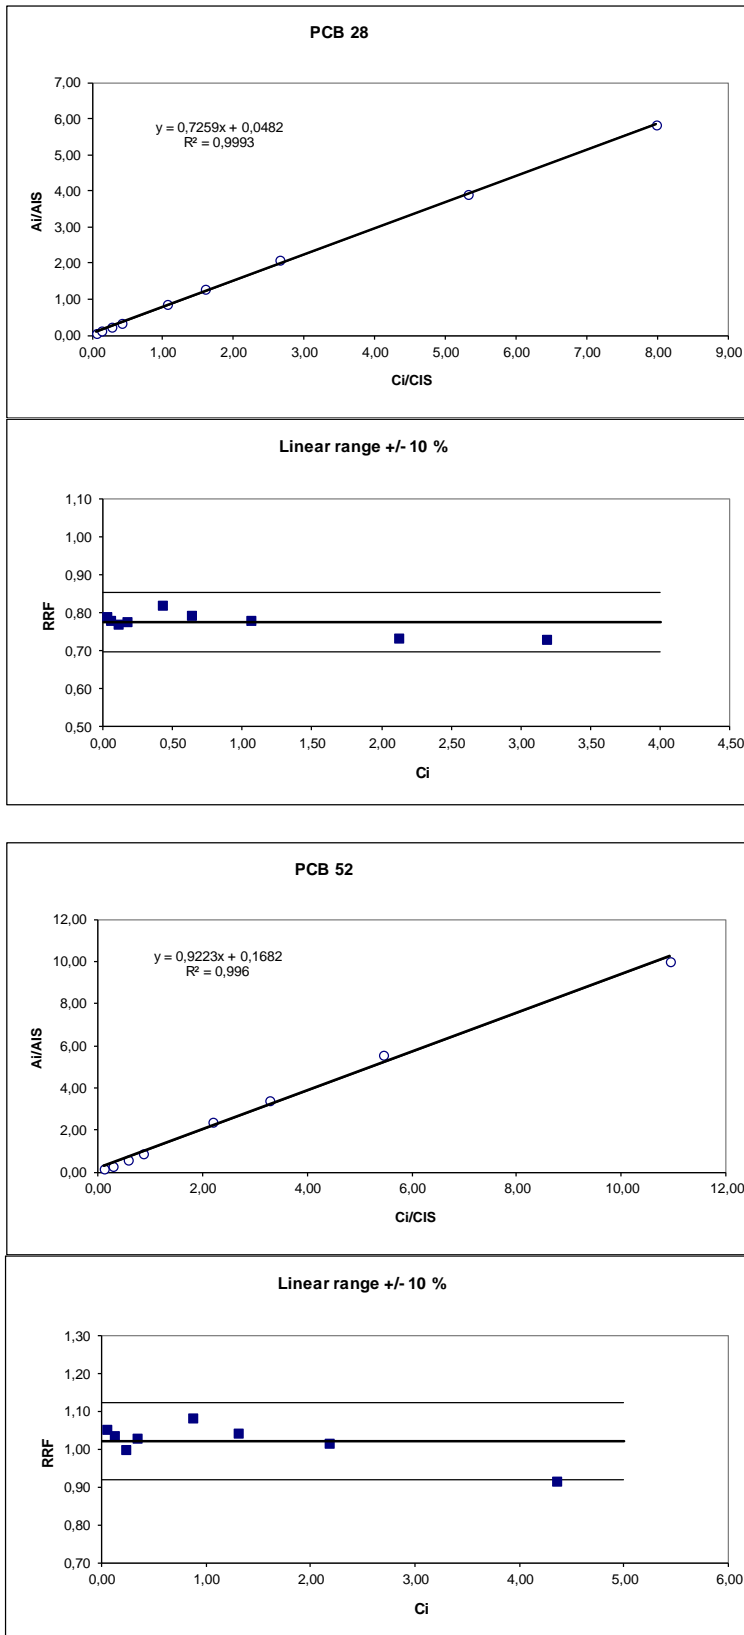 PCB 28
7,00
6,00
5,00
4,00
3,00
2,00
1,00
0,00
Ai/AIS
y = 0,7259x + 0,0482
R² = 0,9993
0,00 1,00 2,00 3,00 4,00 5,00 6,00 7,00 8,00 9,00
Ci/CIS
Linear range +/- 10 %
1,10
1,00
0,90
0,80
0,70
0,60
0,50
RRF
0,00 0,50 1,00 1,50 2,00 2,50 3,00 3,50 4,00 4,50
Ci
PCB 52
12,00
10,00
8,00
6,00
4,00
2,00
0,00
Ai/AIS
y = 0,9223x + 0,1682
R² = 0,996
0,00 2,00 4,00 6,00 8,00 10,00 12,00
Ci/CIS
Linear range +/- 10 %
1,30
1,20
1,10
1,00
0,90
0,80
0,70
RRF
0,00 1,00 2,00 3,00 4,00 5,00 6,00
Ci